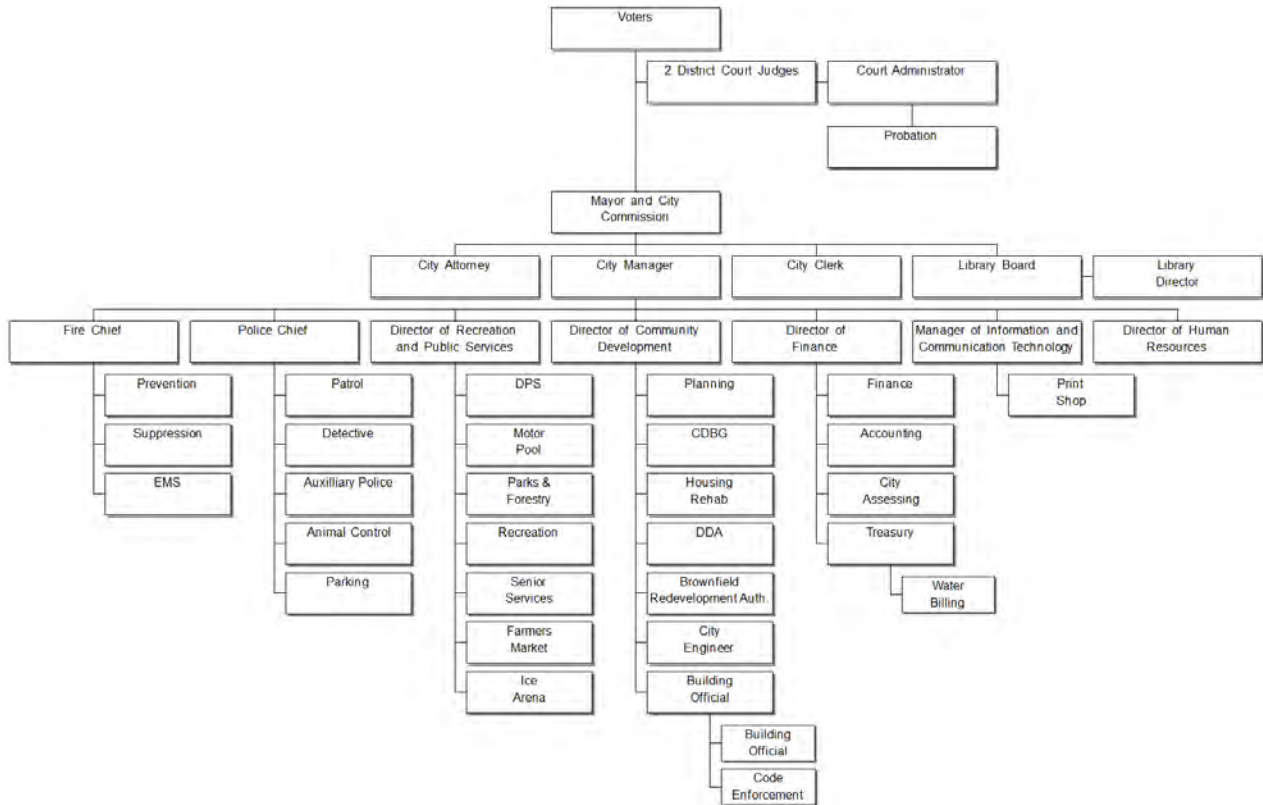 Voters
2 District Court Judges
Court Administrator
Probation
Mayor and City
Commission
City Attorney
City Manager
City Clerk
Library Board
Library
Director
Fire Chief
Police Chief
Director of Recreation
and Public Services
Director of Community
Development
Director of
Finance
Manager of Information and
Communication Technology
Director of Human
Resources
Prevention
Suppression
EMS
Patrol
Detective
Auxilliary Police
Animal Control
Parking
DPS
Motor
Pool
Parks &
Forestry
Recreation
Senior
Services
Farmers
Market
Ice
Arena
Planning
CDBG
Housing
Rehab
DDA
Brownfield
Redevelopment Auth.
City
Engineer
Building
Official
Building
Official
Code
Enforcement
Finance
Accounting
City
Assessing
Treasury
Water
Billing
Print
Shop